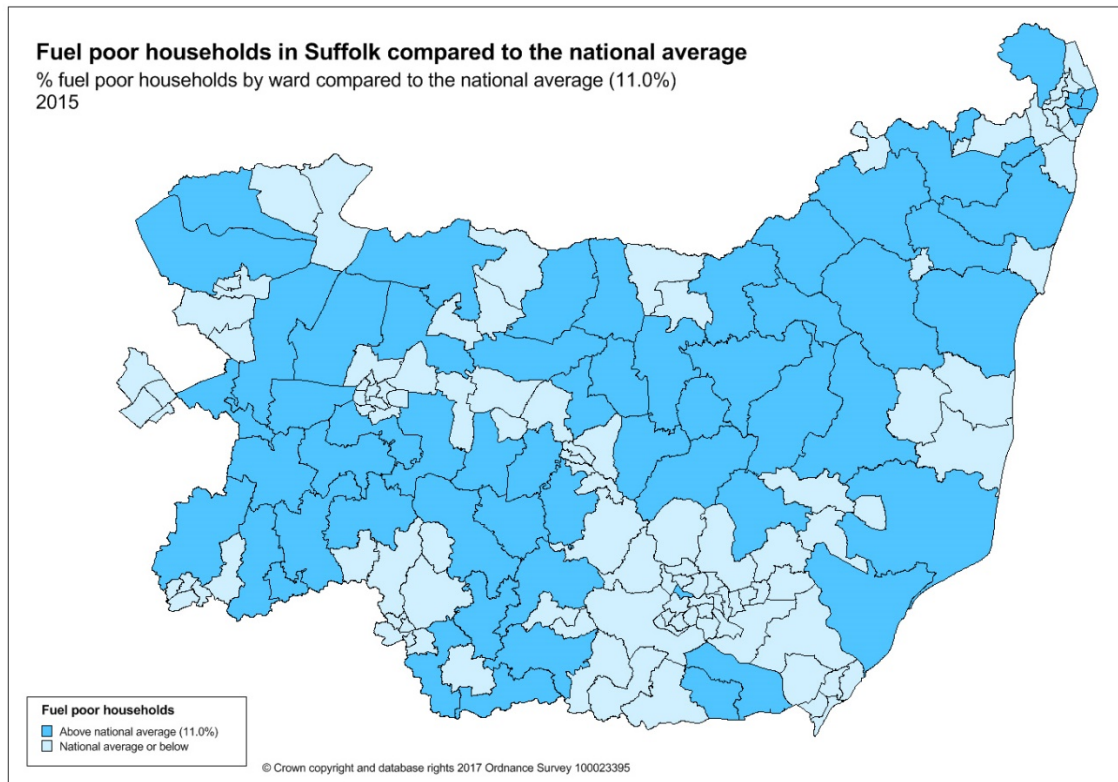 Fuel poor households in Suffolk compared to the national average
% fuel poor households by ward compared to the national average (11.0%)
2015
Fuel poor households
Above national average (11.0%)
National average or below
© Crown copyright and database rights 2017 Ordnance Survey 100023395